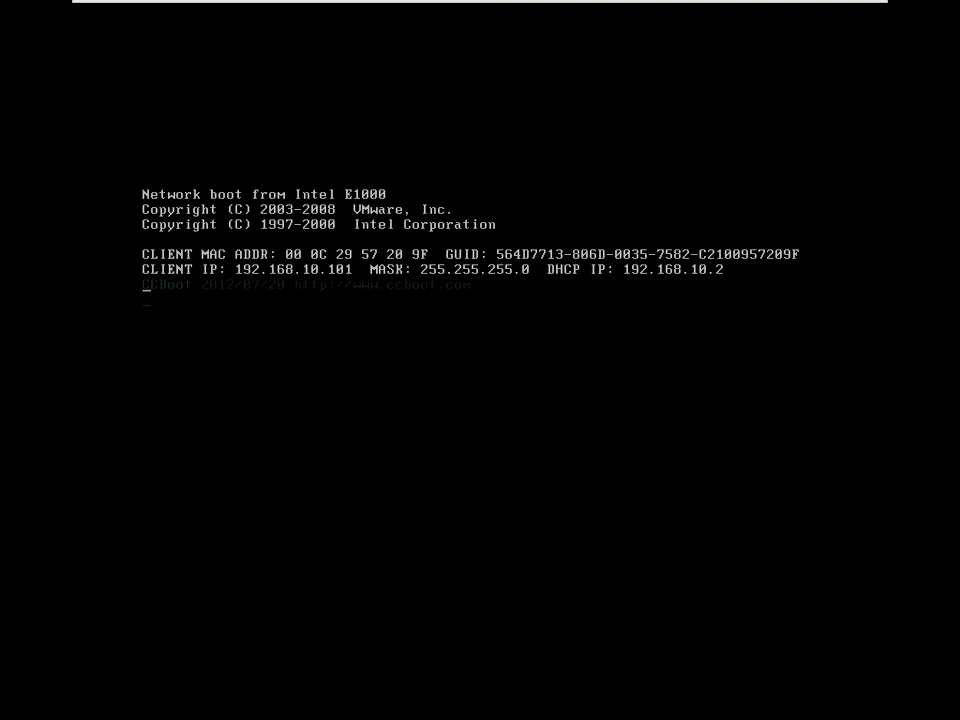 Network boot from Intel E1000
Copyright (C) 2003-2008  VMware, Inc.
Copyright (C) 1997-2000  Intel Corporation
CLIENT MAC ADDR: 00 0C 29 57 20 9F  GUID: 564D7713-806D-0035-7582-C2100957209F
CLIENT IP: 192.168.10.101  MASK: 255.255.255.0  DHCP IP: 192.168.10.2
CCBoot 2012/07/20 http://www.ccboot.com